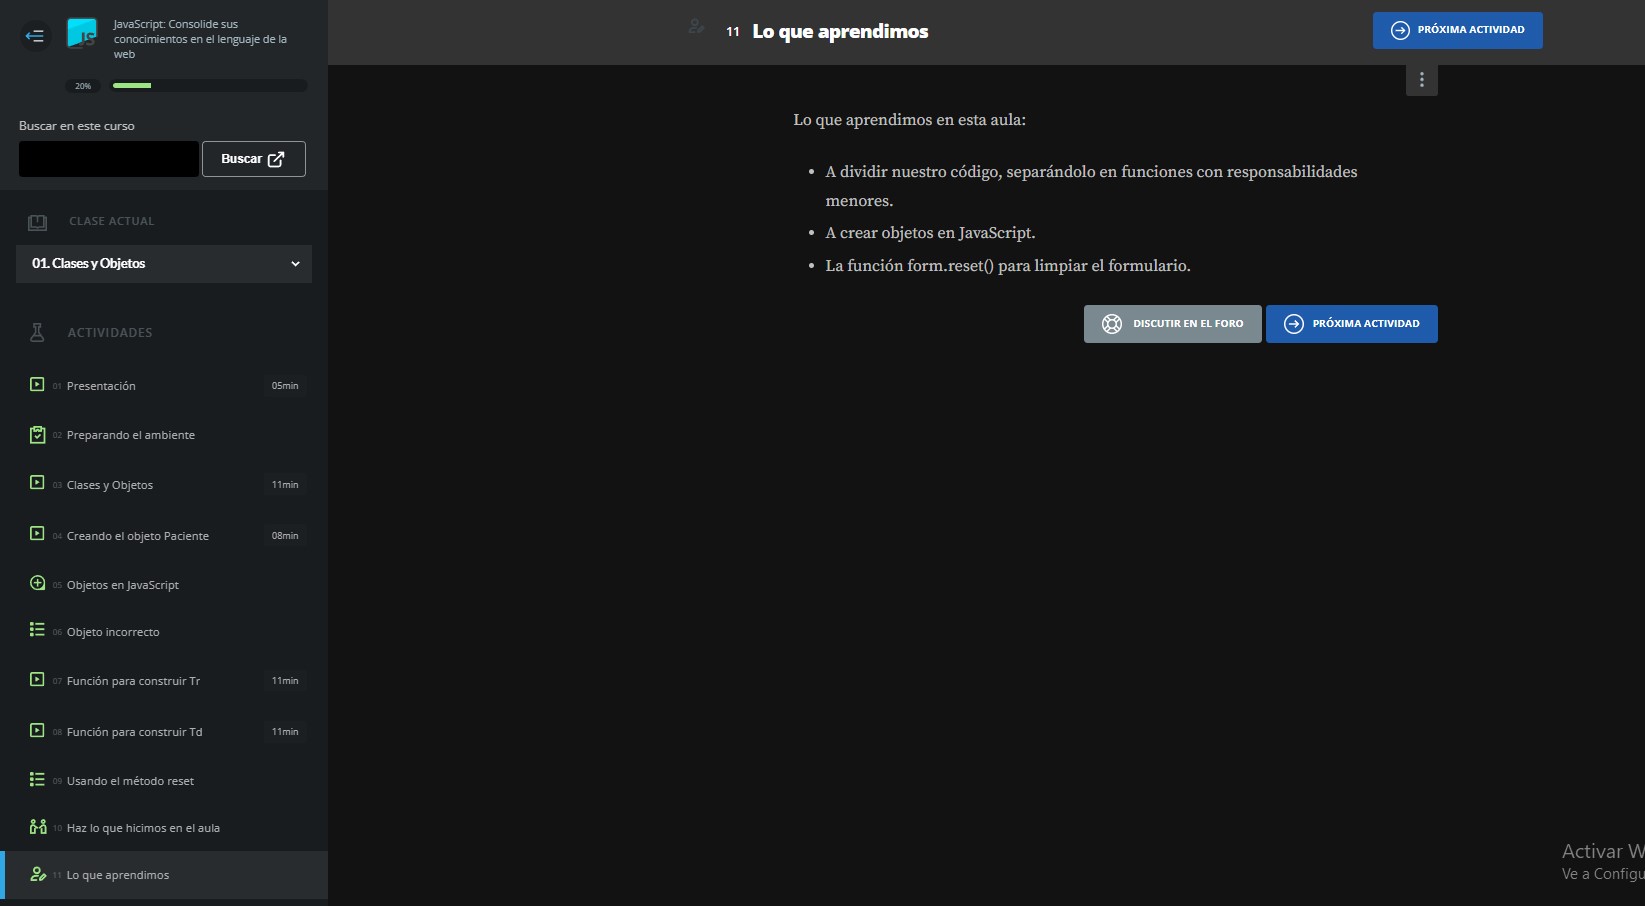 JavaScript: Consolide sus
conocimientos en el lenguaje de la
web
JS
20%
Buscar en este curso
Buscar
CLASE ACTUAL
01. Clases y Objetos
ACTIVIDADES
01 Presentación 05min
02 Preparando el ambiente
03 Clases y Objetos 11min
04 Creando el objeto Paciente 08min
05 Objetos en JavaScript
06 Objeto incorrecto
07 Función para construir Tr 11min
08 Función para construir Td 11min
09 Usando el método reset
10 Haz lo que hicimos en el aula
11 Lo que aprendimos
11 Lo que aprendimos
PRÓXIMA ACTIVIDAD
Lo que aprendimos en esta aula:
• A dividir nuestro código, separándolo en funciones con responsabilidades
menores.
• A crear objetos en JavaScript.
• La función form.reset() para limpiar el formulario.
DISCUTIR EN EL FORO
PRÓXIMA ACTIVIDAD
Activar W
Ve a Configu